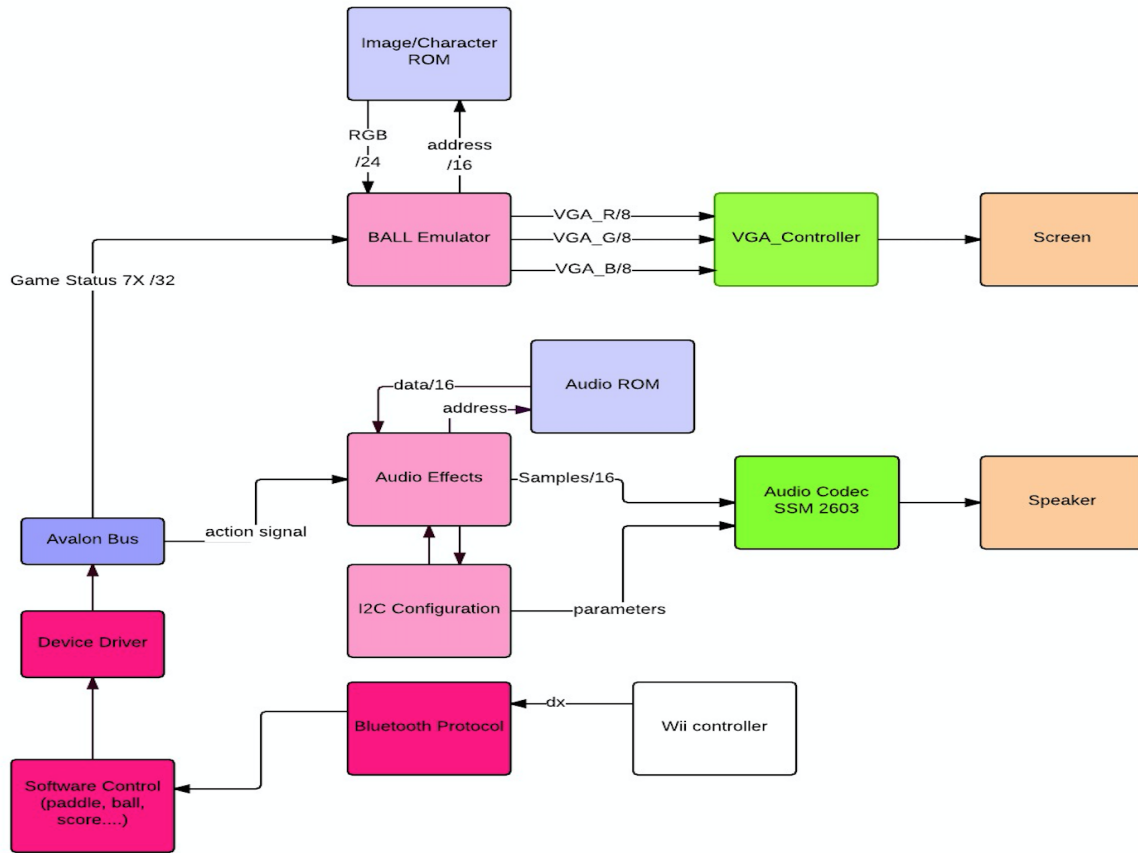 Image/Character
ROM
RGB
/24
address
/16
BALL Emulator
VGA_R/8
VGA_G/8
VGA_B/8
VGA_Controller
Screen
Game Status 7X /32
data/16
address
Audio ROM
Audio Effects
Samples/16
Audio Codec
SSM 2603
Speaker
Avalon Bus
action signal
I2C Configuration
parameters
Device Driver
Bluetooth Protocol
dx
Wii controller
Software Control
(paddle, ball,
score....)